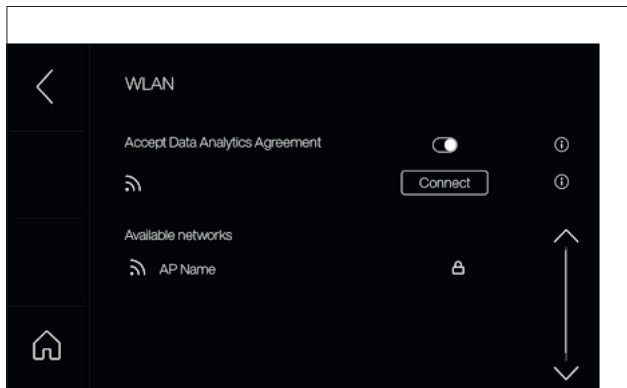 WLAN
Accept Data Analytics Agreement
Connect
Available networks
AP Name